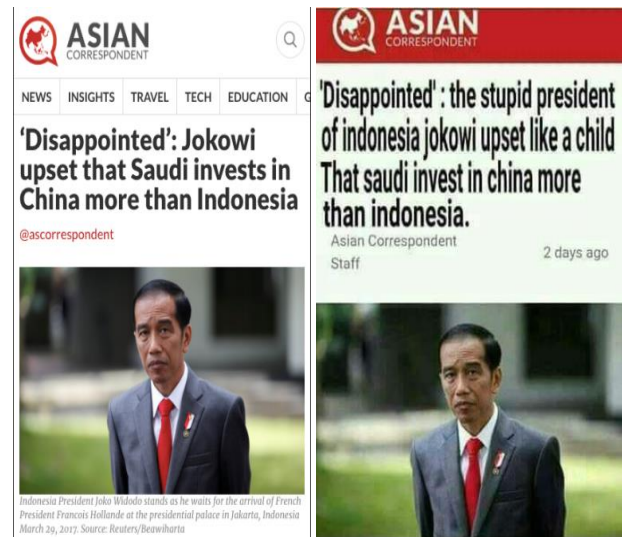 ASIAN
CORRESPONDENT
NEWS INSIGHTS TRAVEL TECH EDUCATION G
‘Disappointed’: Jokowi
upset that Saudi invests in
China more than Indonesia
@ascorrespondent
Indonesia President Joko Widodo stands as he waits for the arrival of French
President Francois Hollande at the presidential palace in Jakarta, Indonesia
March 29, 2017. Source: Reuters/Beawiharta
ASIAN
CORRESPONDENT
'Disappointed' : the stupid president
of indonesia jokowi upset like a child
That saudi invest in china more
than indonesia.
Asian Correspondent
Staff
2 days ago